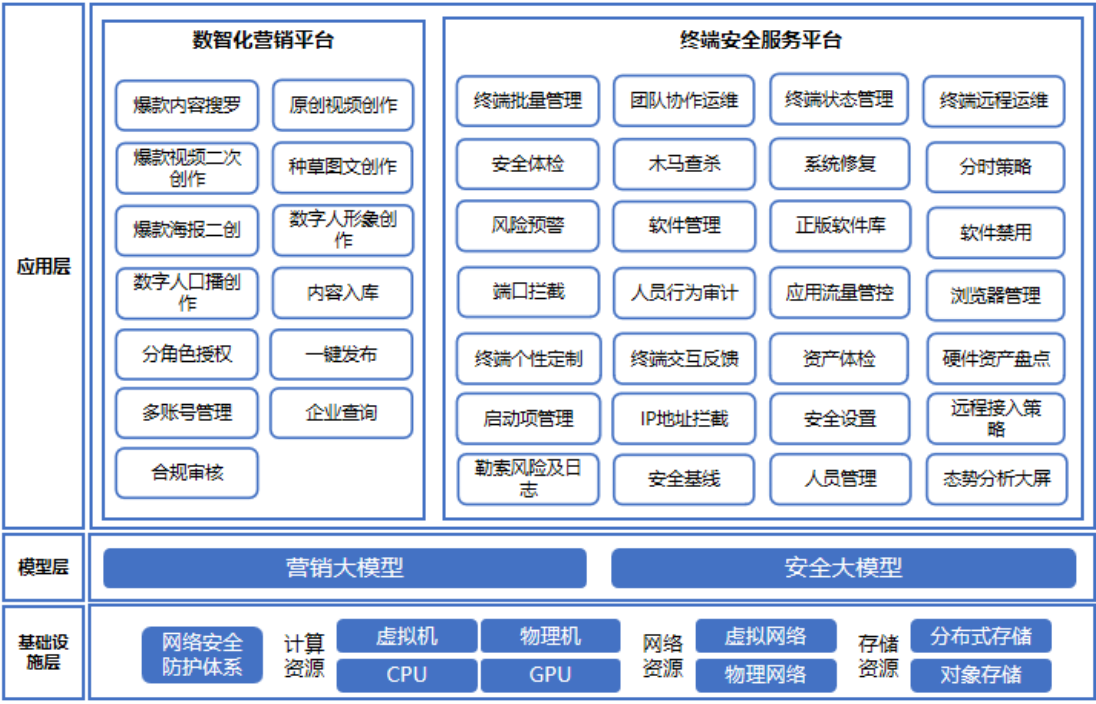 应用层
数智化营销平台
爆款内容搜罗
原创视频创作
爆款视频二次
创作
种草图文创作
爆款海报二创
数字人形象创
作
数字人口播创
作
内容入库
分角色授权
一键发布
多账号管理
企业查询
合规审核
终端安全服务平台
终端批量管理
团队协作运维
终端状态管理
终端远程运维
安全体检
木马查杀
系统修复
分时策略
风险预警
软件管理
正版软件库
软件禁用
端口拦截
人员行为审计
应用流量管控
浏览器管理
终端个性定制
终端交互反馈
资产体检
硬件资产盘点
启动项管理
IP地址拦截
安全设置
远程接入策
略
勒索风险及日
志
安全基线
人员管理
态势分析大屏
模型层
营销大模型
安全大模型
基础设
施层
网络安全
防护体系
计算
资源
虚拟机
物理机
CPU
GPU
网络
资源
虚拟网络
物理网络
存储
资源
分布式存储
对象存储